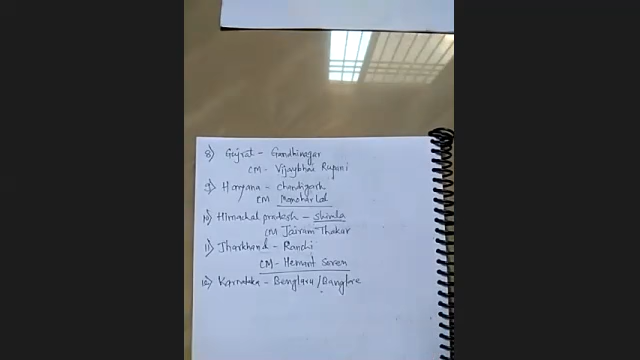 8) Gujrat - Gandhinagar
CM - Vijaybhai Rupani
9) Haryana - Chandigarh
CM Manohar Lal
10) Himachal pradesh - Shimla
CM Jairam Thakur
11) Jharkhand - Ranchi
CM - Hemant Soren
12) Karnataka - Benglaru / Banglore